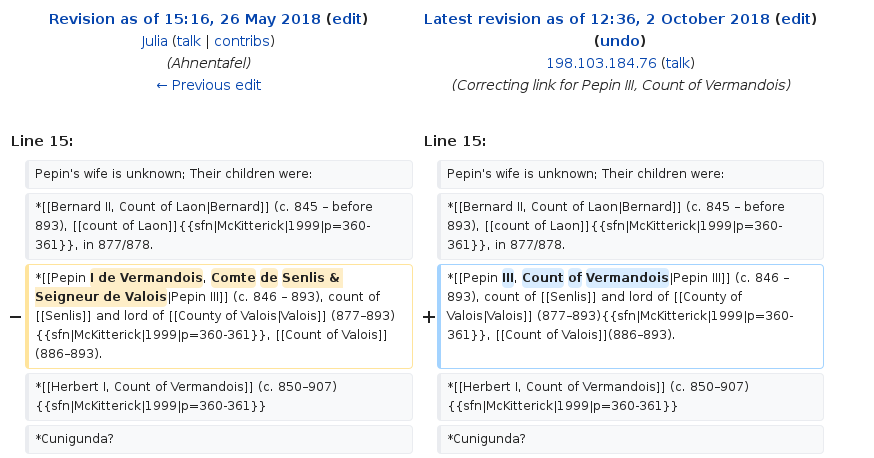 Revision as of 15:16, 26 May 2018 (edit)
Julia (talk | contribs)
(Ahnentafel)
← Previous edit
Latest revision as of 12:36, 2 October 2018 (edit)
(undo)
198.103.184.76 (talk)
(Correcting link for Pepin III, Count of Vermandois)
Line 15:
Line 15:
Pepin's wife is unknown; Their children were:
Pepin's wife is unknown; Their children were:
*[[Bernard II, Count of Laon|Bernard]] (c. 845 – before
893), [[count of Laon]]{{sfn|McKitterick|1999|p=360-
361}}, in 877/878.
*[[Bernard II, Count of Laon|Bernard]] (c. 845 – before
893), [[count of Laon]]{{sfn|McKitterick|1999|p=360-
361}}, in 877/878.
−
*[[Pepin I de Vermandois, Comte de Senlis &
Seigneur de Valois|Pepin III]] (c. 846 – 893), count of
[[Senlis]] and lord of [[County of Valois|Valois]] (877–893)
{{sfn|McKitterick|1999|p=360-361}}, [[Count of Valois]]
(886–893).
+
*[[Pepin III, Count of Vermandois|Pepin III]] (c. 846 –
893), count of [[Senlis]] and lord of [[County of
Valois|Valois]] (877–893){{sfn|McKitterick|1999|p=360-
361}}, [[Count of Valois]](886–893).
*[[Herbert I, Count of Vermandois]] (c. 850–907)
{{sfn|McKitterick|1999|p=360-361}}
*[[Herbert I, Count of Vermandois]] (c. 850–907)
{{sfn|McKitterick|1999|p=360-361}}
*Cunigunda?
*Cunigunda?